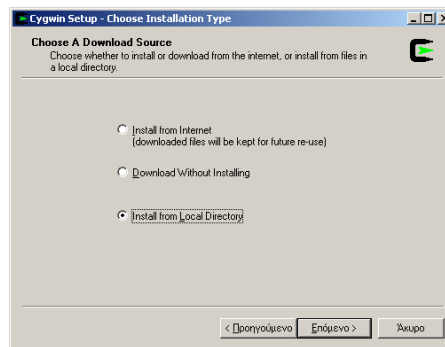 Cygwin Setup - Choose Installation Type
Choose A Download Source
Choose whether to install or download from the internet, or install from files in
a local directory.
Install from Internet
(downloaded files will be kept for future re-use)
Download Without Installing
Install from Local Directory
< Προηγούμενο Επόμενο > Άκυρο